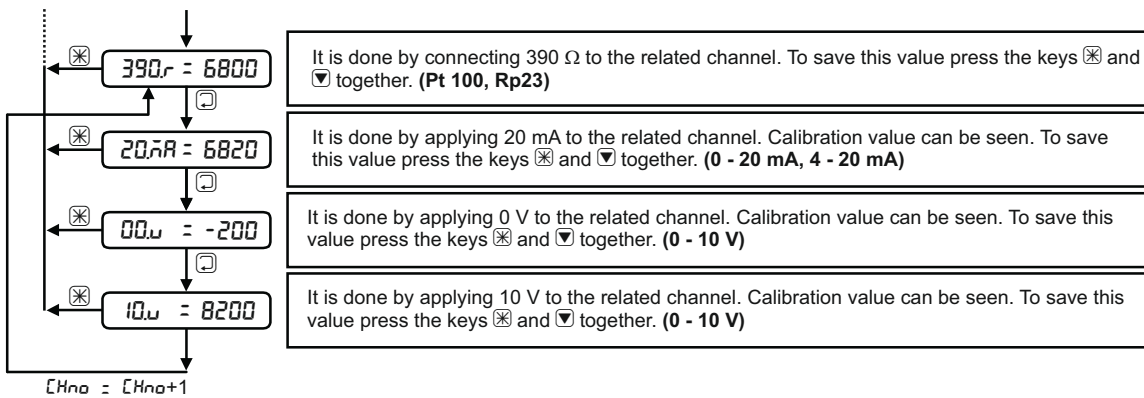 390.r = 6800
It is done by connecting 390 Ω to the related channel. To save this value press the keys ⚹ and
▼ together. (Pt 100, Rp23)
20.mA = 6820
It is done by applying 20 mA to the related channel. Calibration value can be seen. To save
this value press the keys ⚹ and ▼ together. (0 - 20 mA, 4 - 20 mA)
00.u = -200
It is done by applying 0 V to the related channel. Calibration value can be seen. To save this
value press the keys ⚹ and ▼ together. (0 - 10 V)
10.u = 8200
It is done by applying 10 V to the related channel. Calibration value can be seen. To save this
value press the keys ⚹ and ▼ together. (0 - 10 V)
CHno = CHno+1